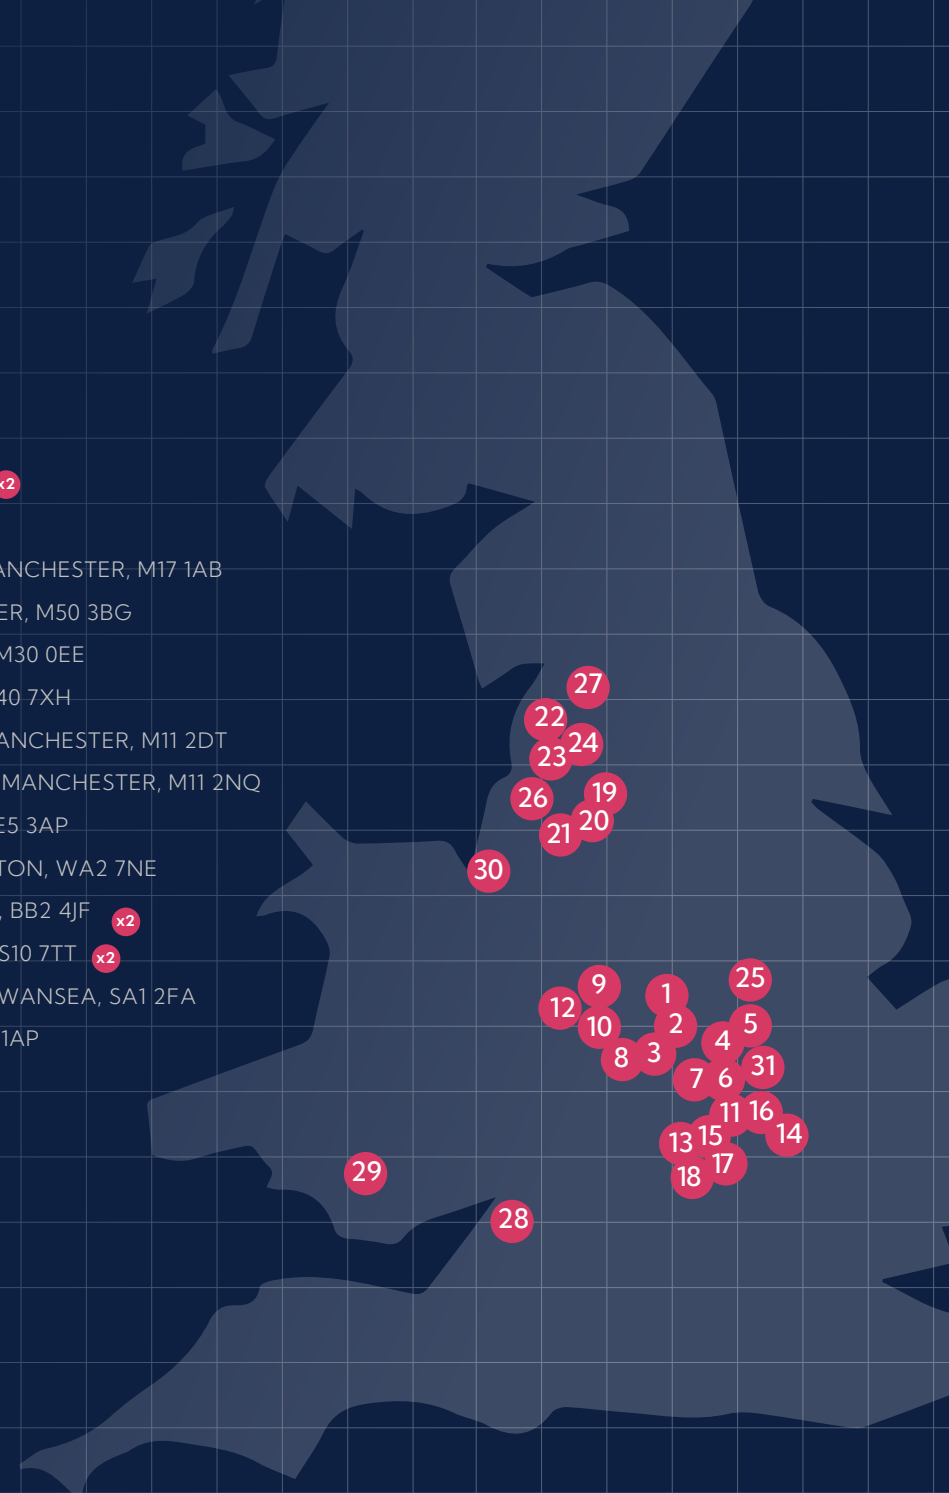 x2
ANCHESTER, M17 1AB
ER, M50 3BG
M30 0EE
40 7XH
ANCHESTER, M11 2DT
MANCHESTER, M11 2NQ
E5 3AP
TON, WA2 7NE
, BB2 4JF x2
S10 7TT x2
WANSEA, SA1 2FA
1AP
27
22
24
23
26
19
20
21
30
25
9
1
12
10
2
5
4
3
8
31
7
6
11
16
14
15
13
17
18
29
28